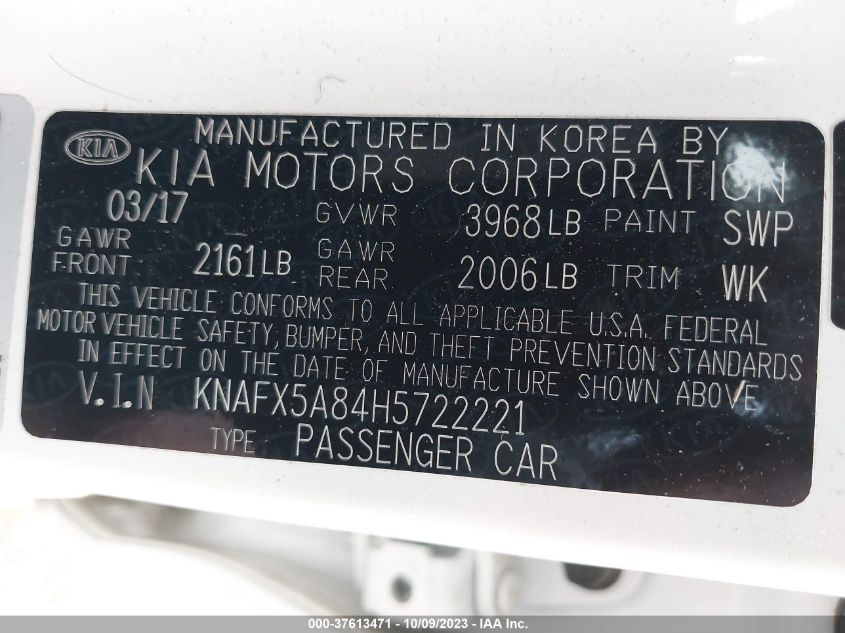 KIA
MANUFACTURED IN KOREA BY
KIA MOTORS CORPORATION
03/17 GVWR 3968LB PAINT SWP
GAWR FRONT 2161LB GAWR REAR 2006LB TRIM WK
THIS VEHICLE CONFORMS TO ALL APPLICABLE U.S.A. FEDERAL
MOTOR VEHICLE SAFETY, BUMPER, AND THEFT PREVENTION STANDARDS
IN EFFECT ON THE DATE OF MANUFACTURE SHOWN ABOVE
V.I.N KNAFX5A84H5722221
TYPE PASSENGER CAR
000-37613471 - 10/09/2023 - IAA Inc.